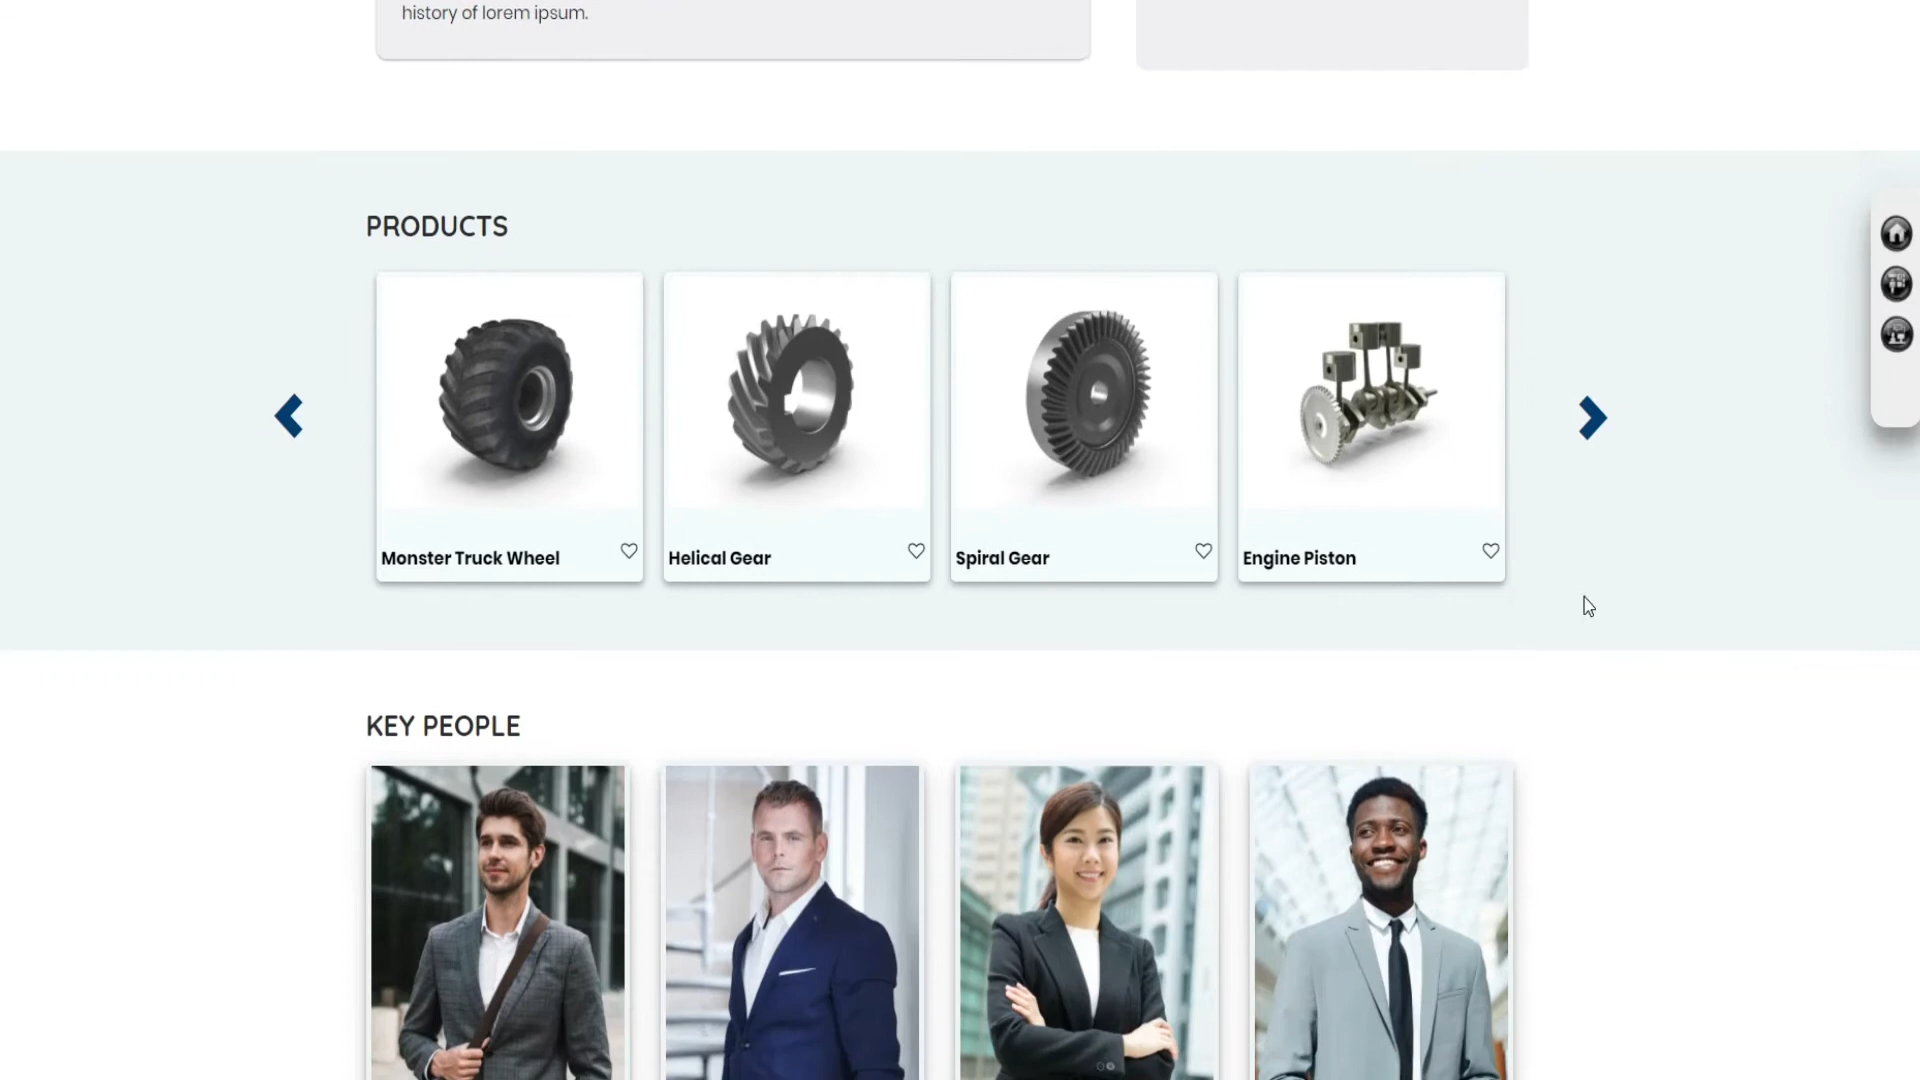 history of lorem ipsum.
PRODUCTS
Monster Truck Wheel
Helical Gear
Spiral Gear
Engine Piston
KEY PEOPLE